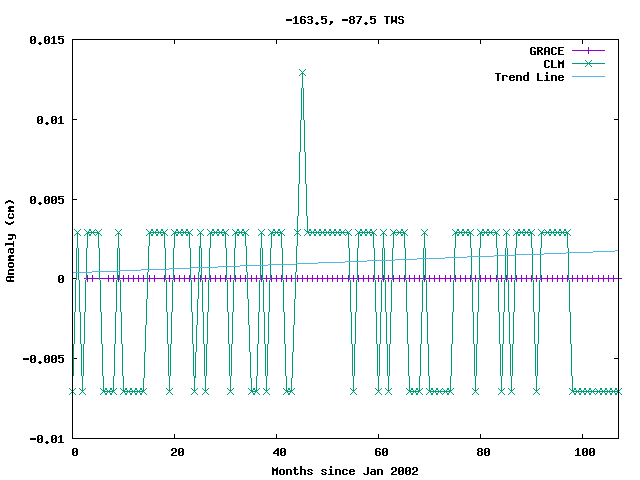 -163.5, -87.5 TWS
GRACE
CLM
Trend Line
Anomaly (cm)
0.015
0.01
0.005
0
-0.005
-0.01
0 20 40 60 80 100
Months since Jan 2002